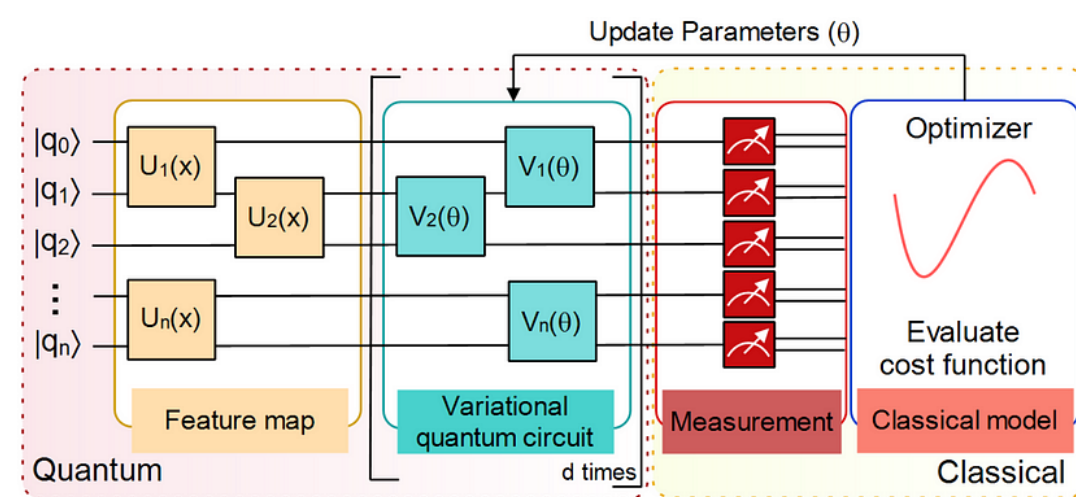 Update Parameters (θ)
|q₀⟩
|q₁⟩
|q₂⟩
⋮
|qₙ⟩
U₁(x)
U₂(x)
Uₙ(x)
V₁(θ)
V₂(θ)
Vₙ(θ)
Optimizer
Evaluate
cost function
Feature map
Variational
quantum circuit
Measurement
Classical model
Quantum
d times
Classical